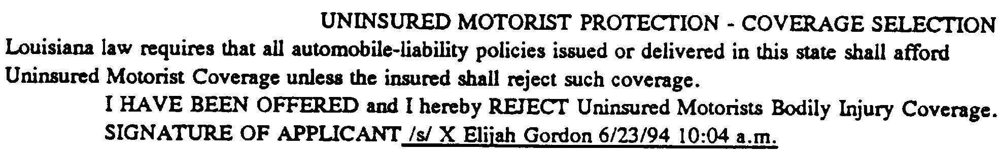 UNINSURED MOTORIST PROTECTION - COVERAGE SELECTION
Louisiana law requires that all automobile-liability policies issued or delivered in this state shall afford
Uninsured Motorist Coverage unless the insured shall reject such coverage.
I HAVE BEEN OFFERED and I hereby REJECT Uninsured Motorists Bodily Injury Coverage.
SIGNATURE OF APPLICANT /s/ X Elijah Gordon 6/23/94 10:04 a.m.